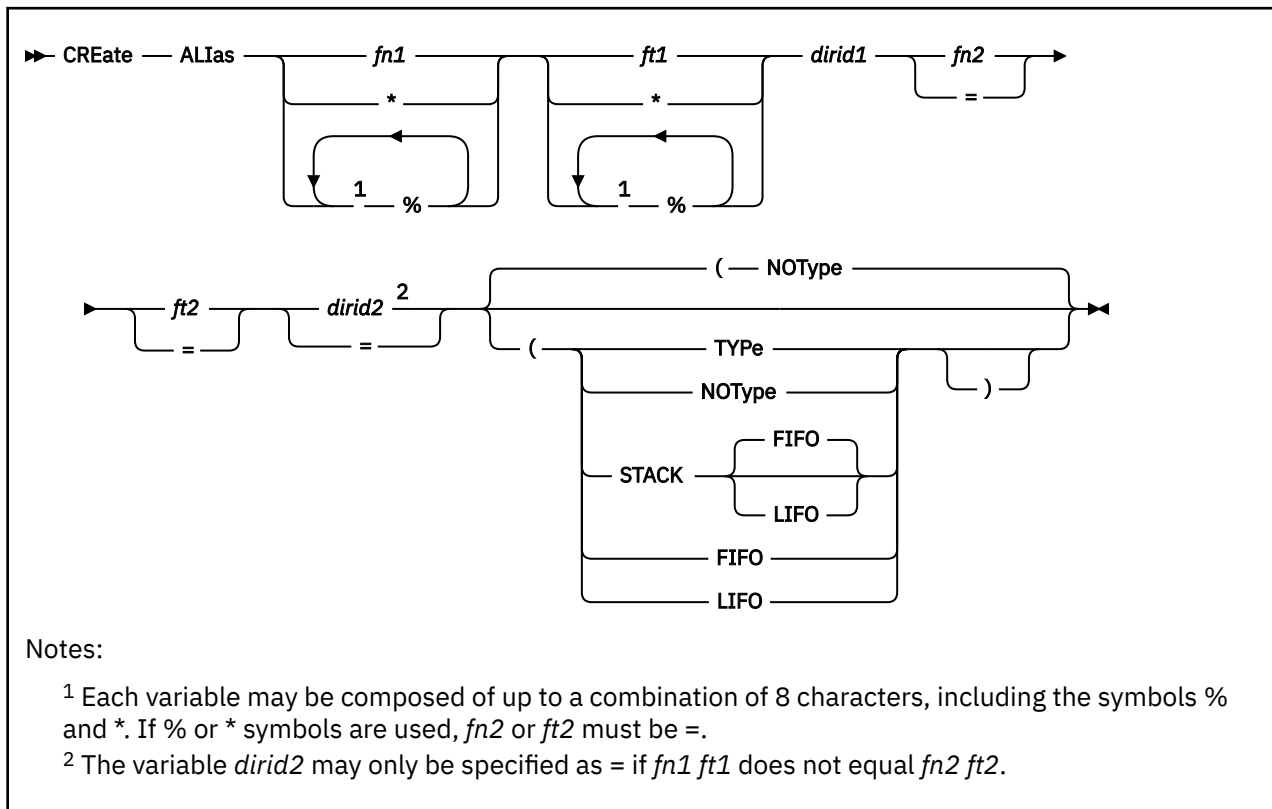 CREate ALIas fn1 ft1 dirid1 fn2
* * =
1 % 1 %
( NOType
ft2 dirid2 2
= = ( TYPe
NOType )
FIFO
STACK
LIFO
FIFO
LIFO
Notes:
1 Each variable may be composed of up to a combination of 8 characters, including the symbols %
and *. If % or * symbols are used, fn2 or ft2 must be =.
2 The variable dirid2 may only be specified as = if fn1 ft1 does not equal fn2 ft2.